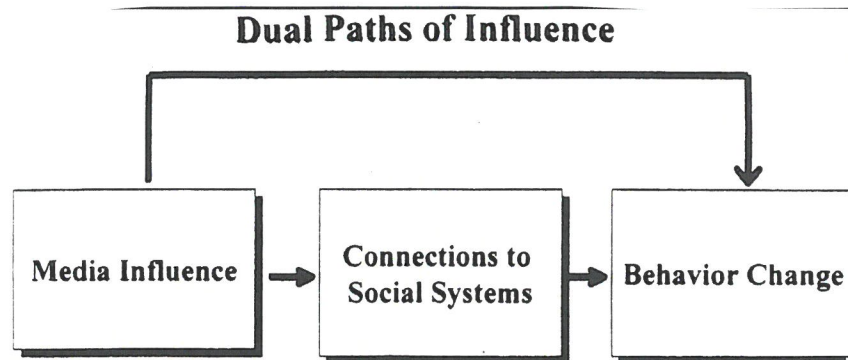 Dual Paths of Influence
Media Influence
Connections to
Social Systems
Behavior Change